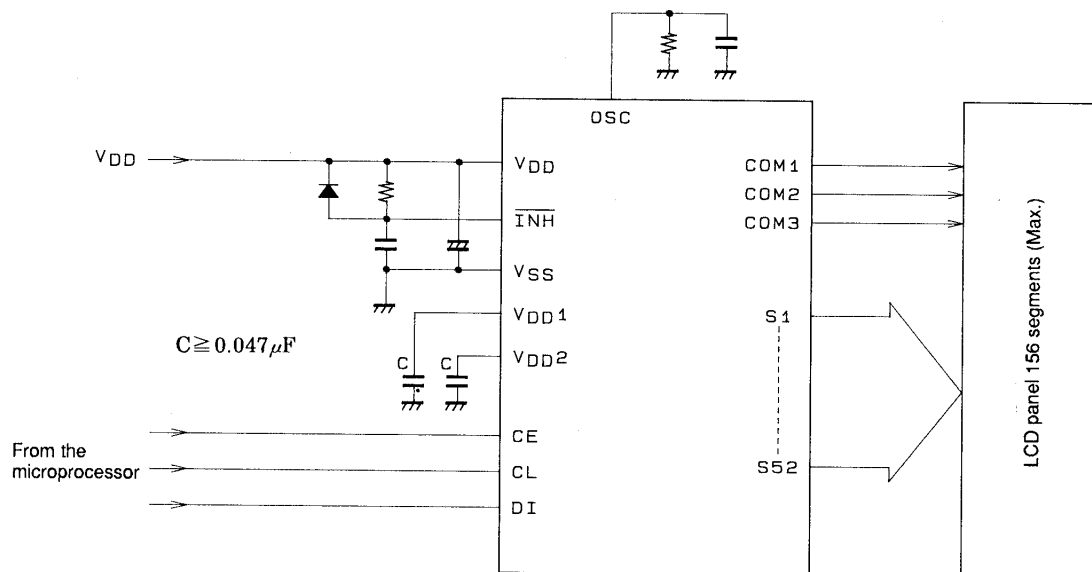 OSC
VDD
VDD
COM1
COM2
INH
COM3
VSS
VDD1
S1
C≧0.047μF
C
C
VDD2
CE
From the
microprocessor
CL
S52
DI
LCD panel 156 segments (Max.)